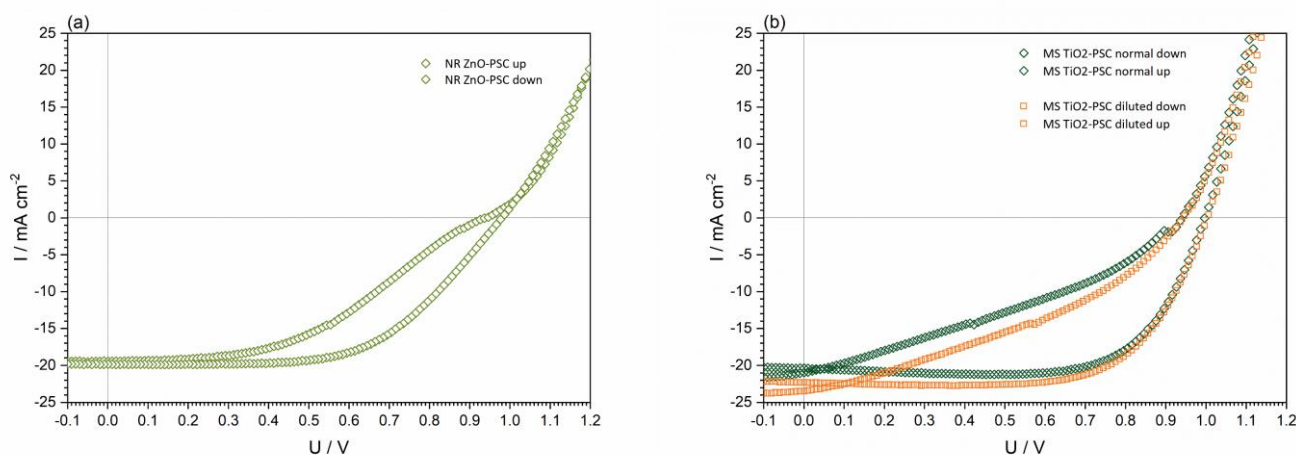 (a)
25
20
15
10
5
0
-5
-10
-15
-20
-25
I / mA cm⁻²
NR ZnO-PSC up
NR ZnO-PSC down
-0.1 0.0 0.1 0.2 0.3 0.4 0.5 0.6 0.7 0.8 0.9 1.0 1.1 1.2
U / V
(b)
25
20
15
10
5
0
-5
-10
-15
-20
-25
I / mA cm⁻²
MS TiO2-PSC normal down
MS TiO2-PSC normal up
MS TiO2-PSC diluted down
MS TiO2-PSC diluted up
-0.1 0.0 0.1 0.2 0.3 0.4 0.5 0.6 0.7 0.8 0.9 1.0 1.1 1.2
U / V